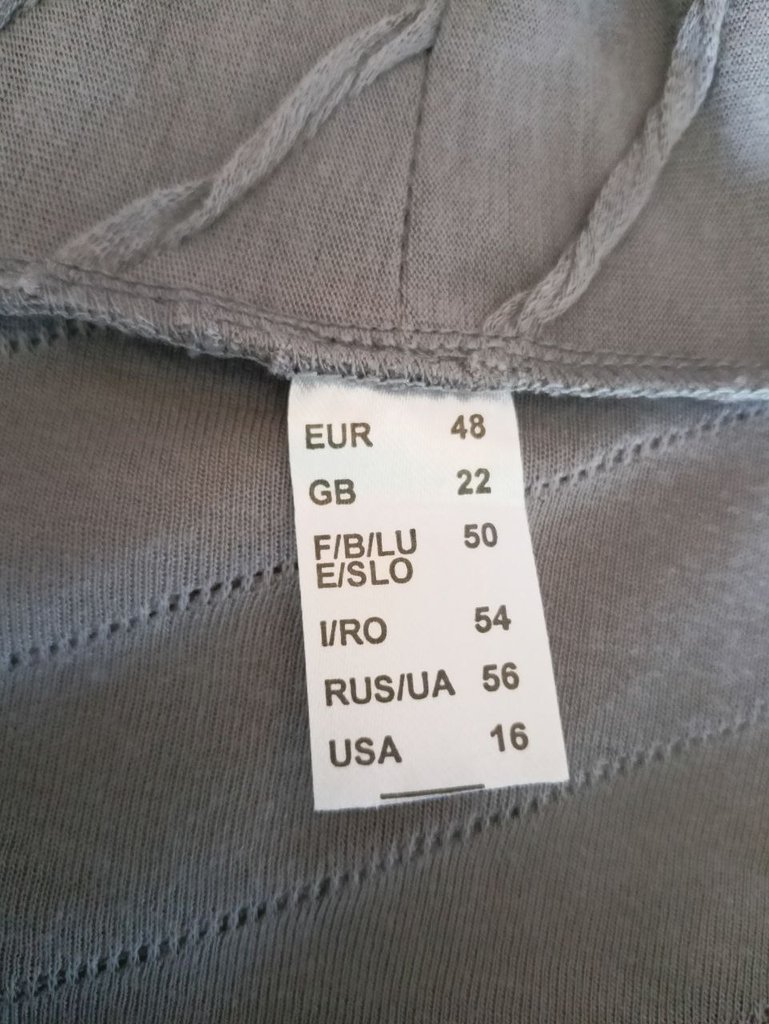 EUR 48
GB 22
F/B/LU 50
E/SLO
I/RO 54
RUS/UA 56
USA 16